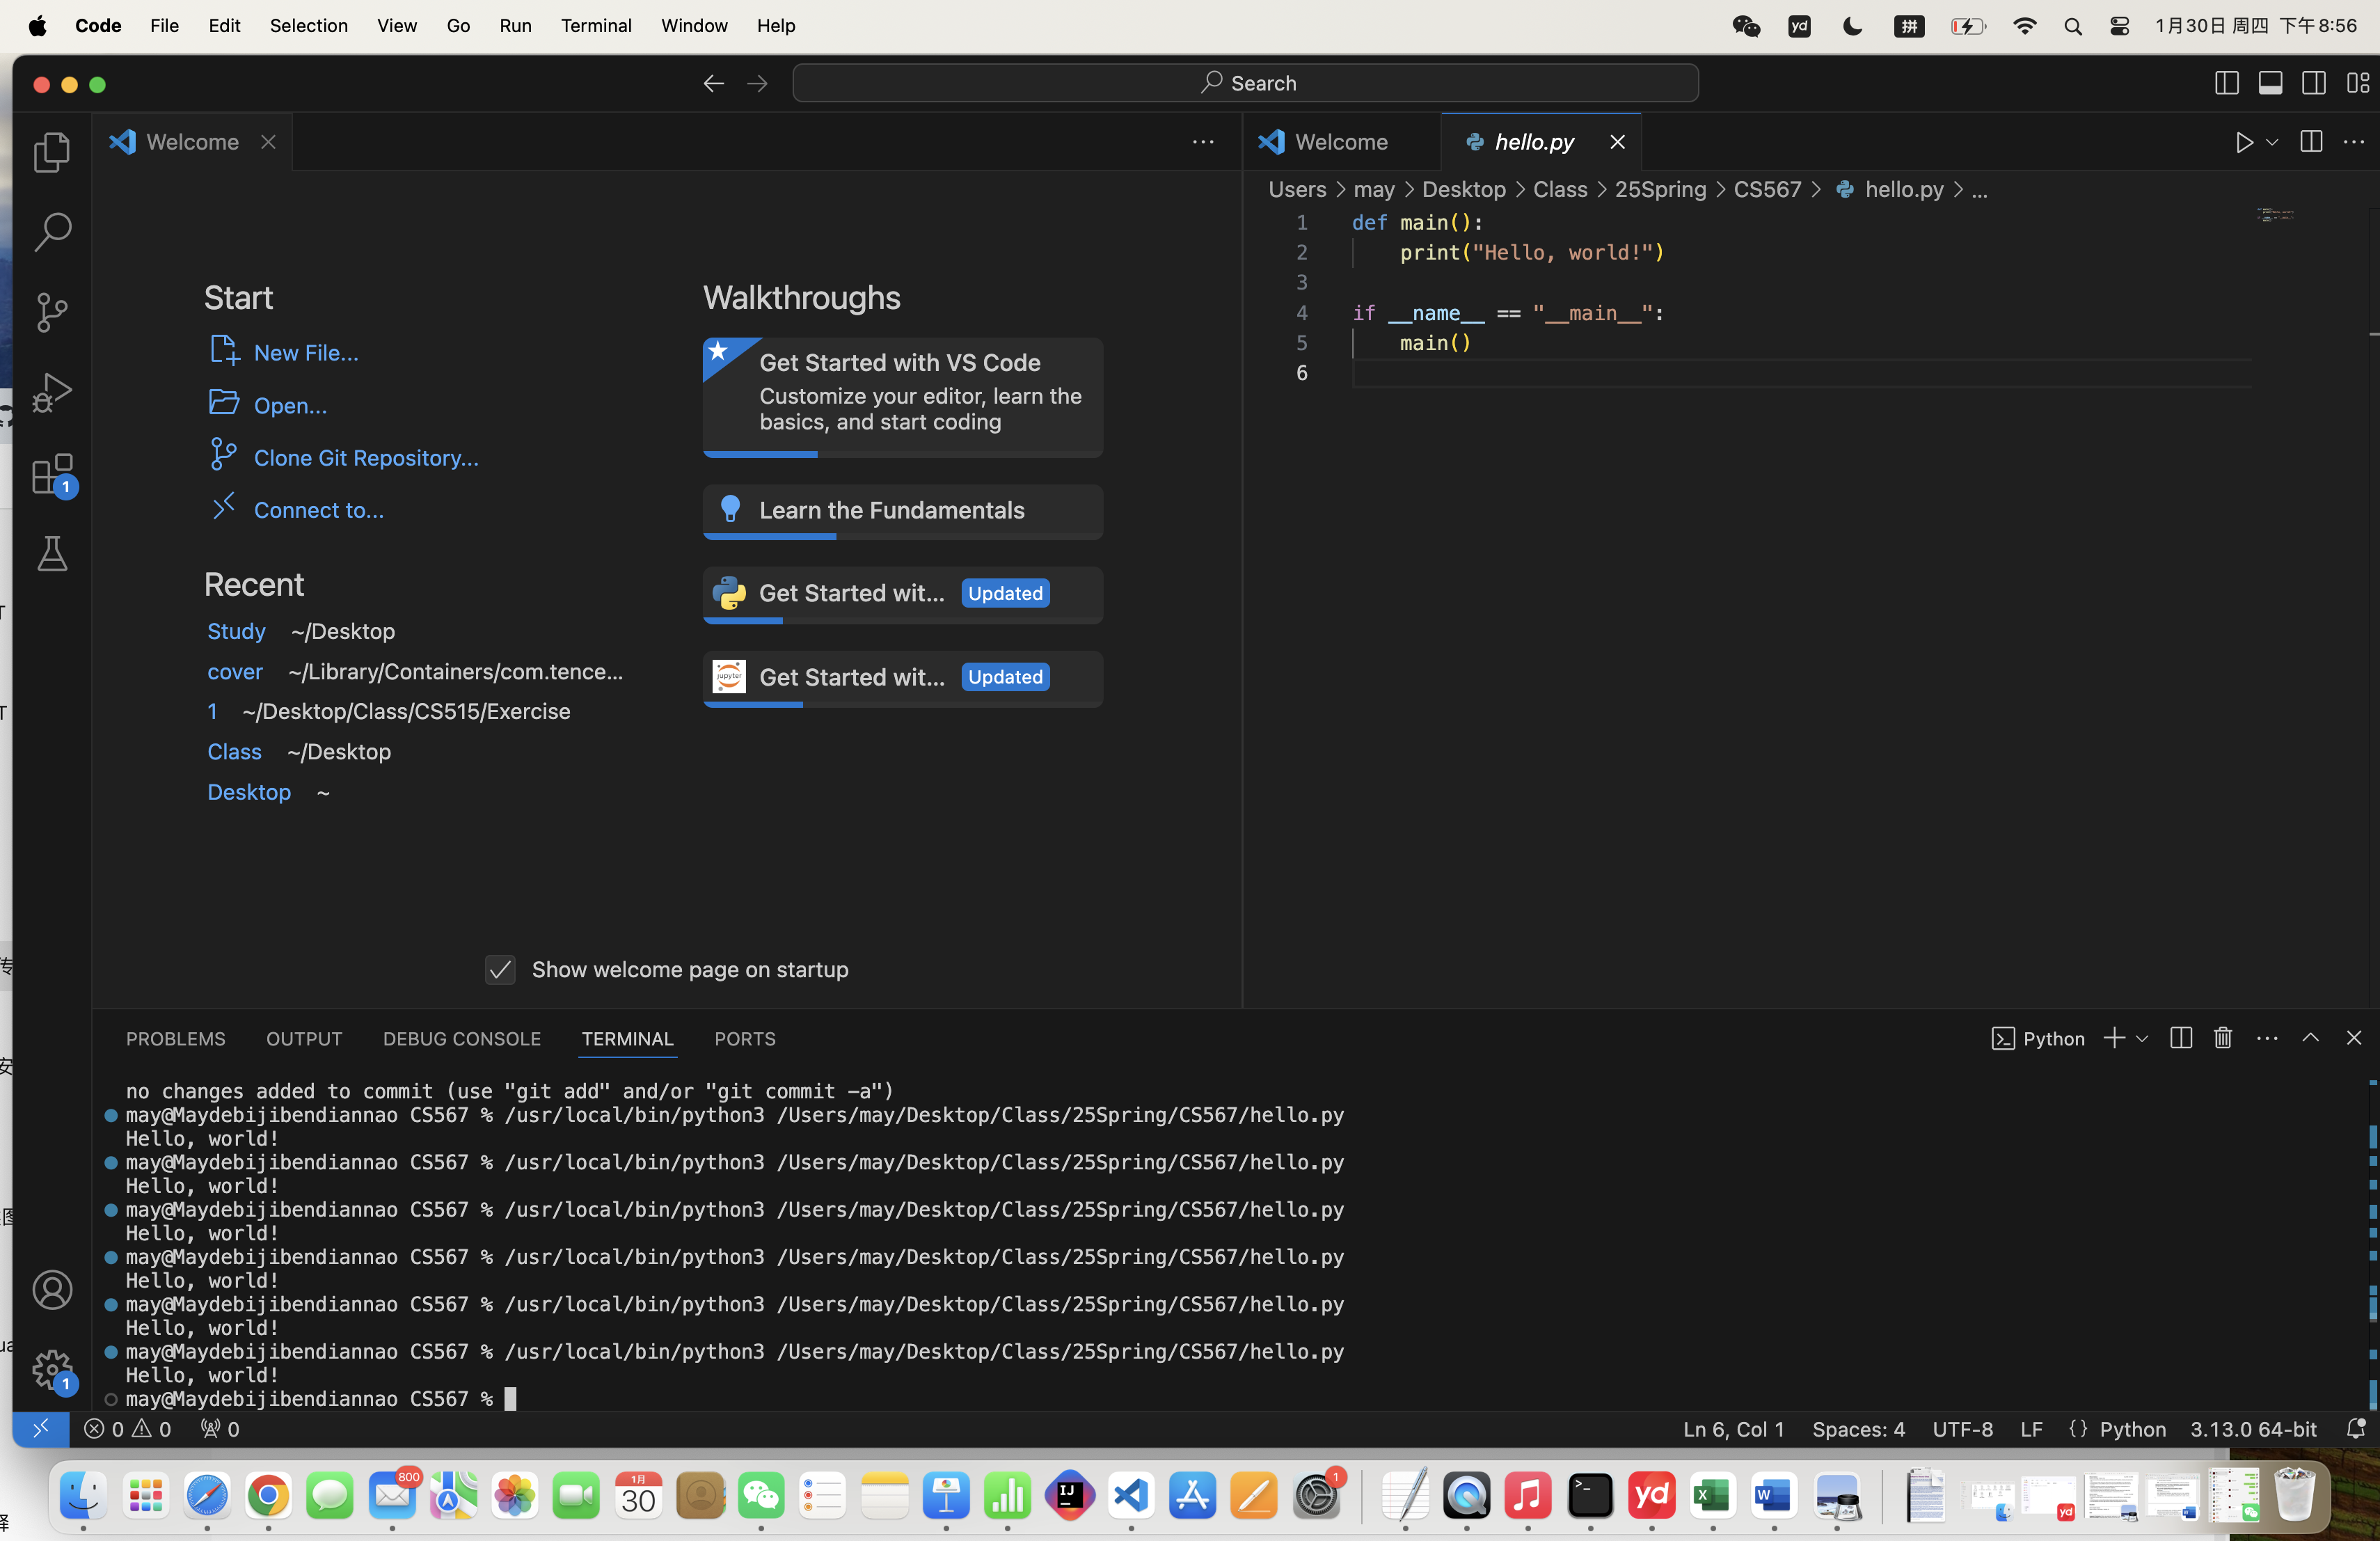 Code File Edit Selection View Go Run Terminal Window Help
yd 拼 1月30日 周四 下午8:56
Search
Welcome
Welcome hello.py
Users > may > Desktop > Class > 25Spring > CS567 > hello.py > ...
1 def main():
2 print("Hello, world!")
3
4 if __name__ == "__main__":
5 main()
6
Start
New File...
Open...
Clone Git Repository...
Connect to...
Recent
Study ~/Desktop
cover ~/Library/Containers/com.tence...
1 ~/Desktop/Class/CS515/Exercise
Class ~/Desktop
Desktop ~
Walkthroughs
Get Started with VS Code
Customize your editor, learn the
basics, and start coding
Learn the Fundamentals
Get Started wit... Updated
jupyter Get Started wit... Updated
1
Show welcome page on startup
PROBLEMS OUTPUT DEBUG CONSOLE TERMINAL PORTS
Python
no changes added to commit (use "git add" and/or "git commit -a")
may@Maydebijibendiannao CS567 % /usr/local/bin/python3 /Users/may/Desktop/Class/25Spring/CS567/hello.py
Hello, world!
may@Maydebijibendiannao CS567 % /usr/local/bin/python3 /Users/may/Desktop/Class/25Spring/CS567/hello.py
Hello, world!
may@Maydebijibendiannao CS567 % /usr/local/bin/python3 /Users/may/Desktop/Class/25Spring/CS567/hello.py
Hello, world!
may@Maydebijibendiannao CS567 % /usr/local/bin/python3 /Users/may/Desktop/Class/25Spring/CS567/hello.py
Hello, world!
may@Maydebijibendiannao CS567 % /usr/local/bin/python3 /Users/may/Desktop/Class/25Spring/CS567/hello.py
Hello, world!
may@Maydebijibendiannao CS567 % /usr/local/bin/python3 /Users/may/Desktop/Class/25Spring/CS567/hello.py
Hello, world!
may@Maydebijibendiannao CS567 %
1
0 0 0
Ln 6, Col 1 Spaces: 4 UTF-8 LF {} Python 3.13.0 64-bit
800 1月 30 IJ 1 >_ yd X W